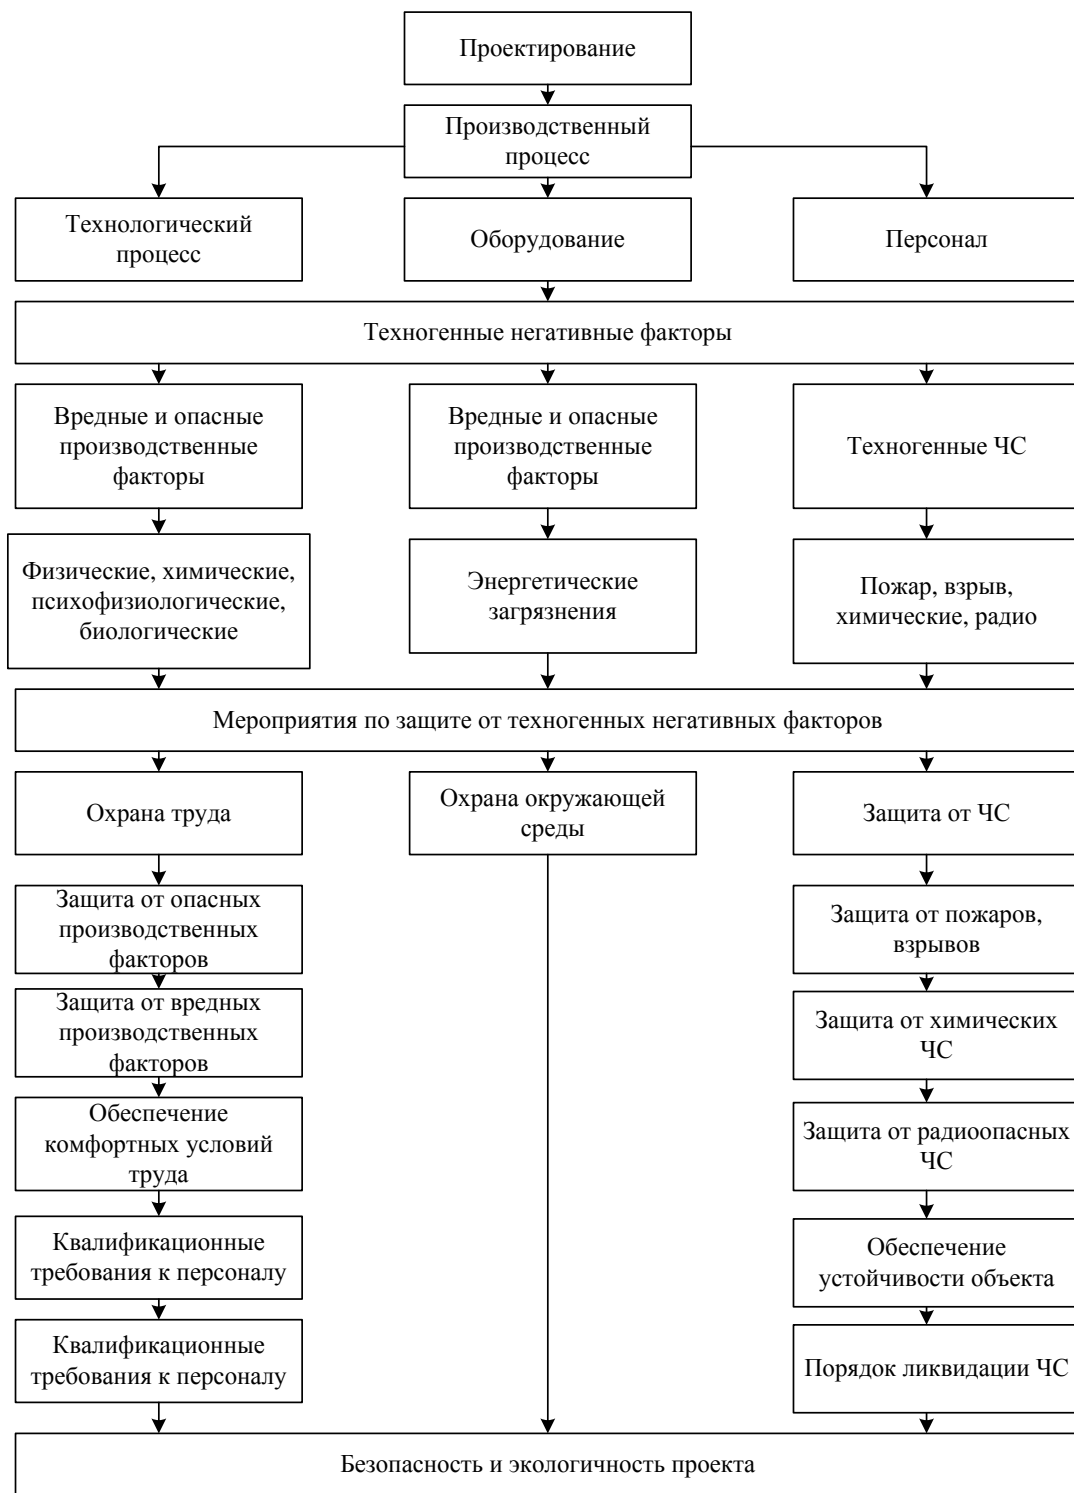 Проектирование
Производственный
процесс
Технологический
процесс
Оборудование
Персонал
Техногенные негативные факторы
Вредные и опасные
производственные
факторы
Вредные и опасные
производственные
факторы
Техногенные ЧС
Физические, химические,
психофизиологические,
биологические
Энергетические
загрязнения
Пожар, взрыв,
химические, радио
Мероприятия по защите от техногенных негативных факторов
Охрана труда
Охрана окружающей
среды
Защита от ЧС
Защита от опасных
производственных
факторов
Защита от пожаров,
взрывов
Защита от вредных
производственных
факторов
Защита от химических
ЧС
Обеспечение
комфортных условий
труда
Защита от радиоопасных
ЧС
Квалификационные
требования к персоналу
Обеспечение
устойчивости объекта
Квалификационные
требования к персоналу
Порядок ликвидации ЧС
Безопасность и экологичность проекта